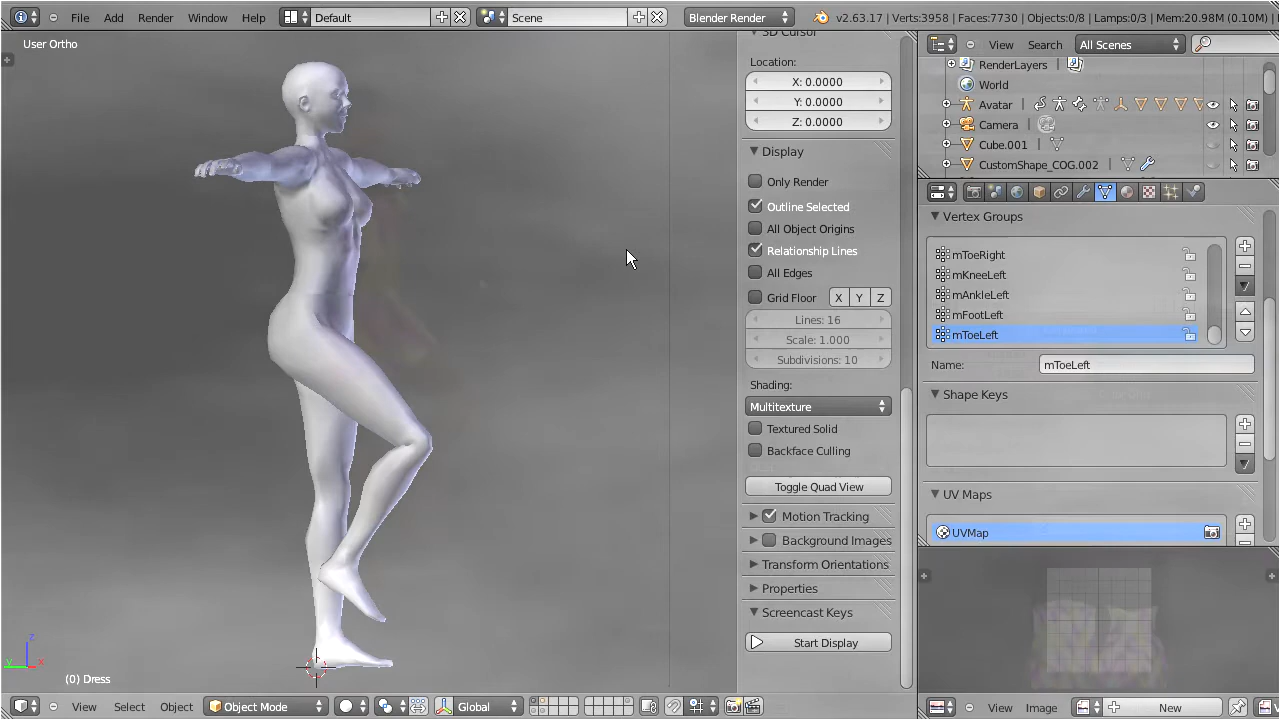 File Add Render Window Help Default Scene Blender Render v2.63.17 | Verts:3958 | Faces:7730 | Objects:0/8 | Lamps:0/3 | Mem:20.98M (0.10M) |
User Ortho
3D Cursor
Location:
X: 0.0000
Y: 0.0000
Z: 0.0000
Display
Only Render
Outline Selected
All Object Origins
Relationship Lines
All Edges
Grid Floor X Y Z
Lines: 16
Scale: 1.000
Subdivisions: 10
Shading:
Multitexture
Textured Solid
Backface Culling
Toggle Quad View
Motion Tracking
Background Images
Transform Orientations
Properties
Screencast Keys
Start Display
View Search All Scenes
RenderLayers
World
Avatar
Camera
Cube.001
CustomShape_COG.002
Vertex Groups
mToeRight
mKneeLeft
mAnkleLeft
mFootLeft
mToeLeft
Name: mToeLeft
Shape Keys
UV Maps
UVMap
z
y x
(0) Dress
View Select Object Object Mode Global
View Image New